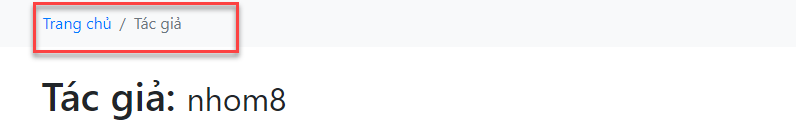 Trang chủ / Tác giả
Tác giả: nhom8